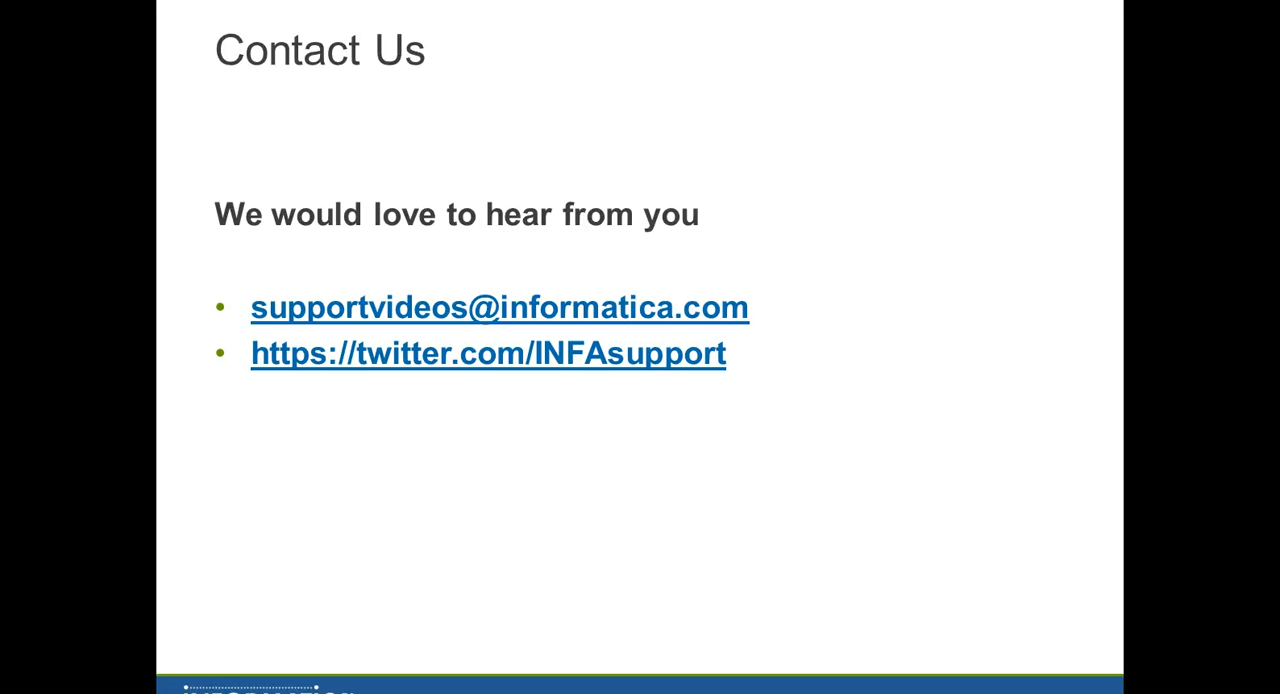 Contact Us
We would love to hear from you
• supportvideos@informatica.com
• https://twitter.com/INFAsupport